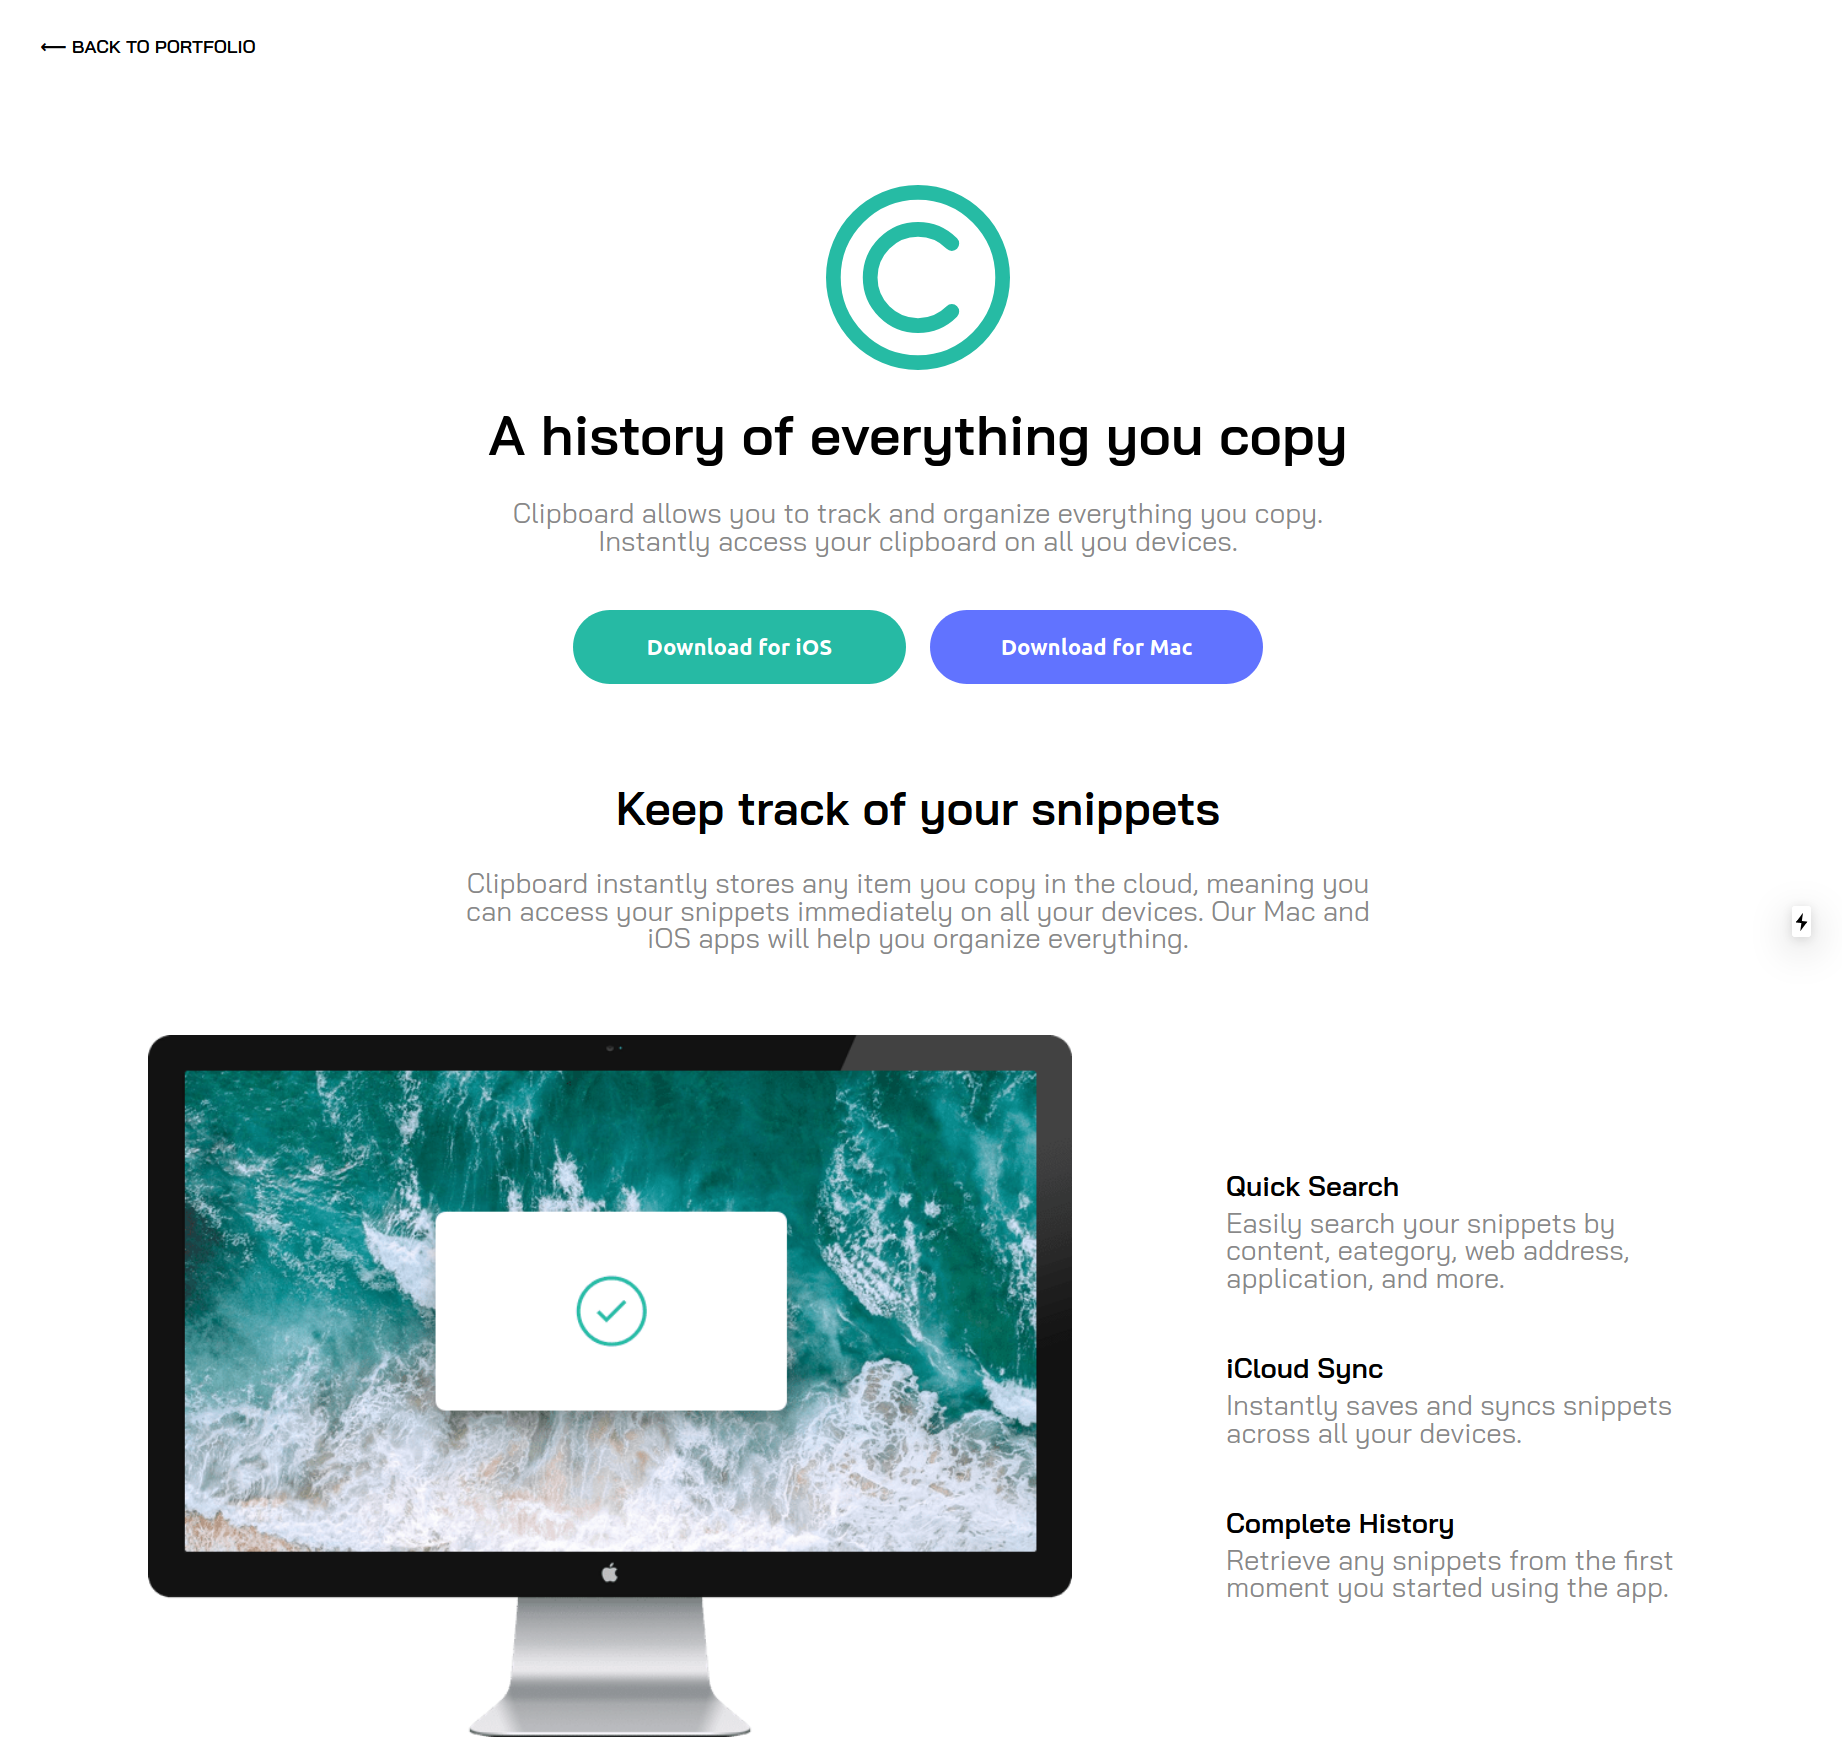 ⟵ BACK TO PORTFOLIO
C
A history of everything you copy
Clipboard allows you to track and organize everything you copy.
Instantly access your clipboard on all you devices.
Download for iOS
Download for Mac
Keep track of your snippets
Clipboard instantly stores any item you copy in the cloud, meaning you
can access your snippets immediately on all your devices. Our Mac and
iOS apps will help you organize everything.
Quick Search
Easily search your snippets by
content, eategory, web address,
application, and more.
iCloud Sync
Instantly saves and syncs snippets
across all your devices.
Complete History
Retrieve any snippets from the first
moment you started using the app.